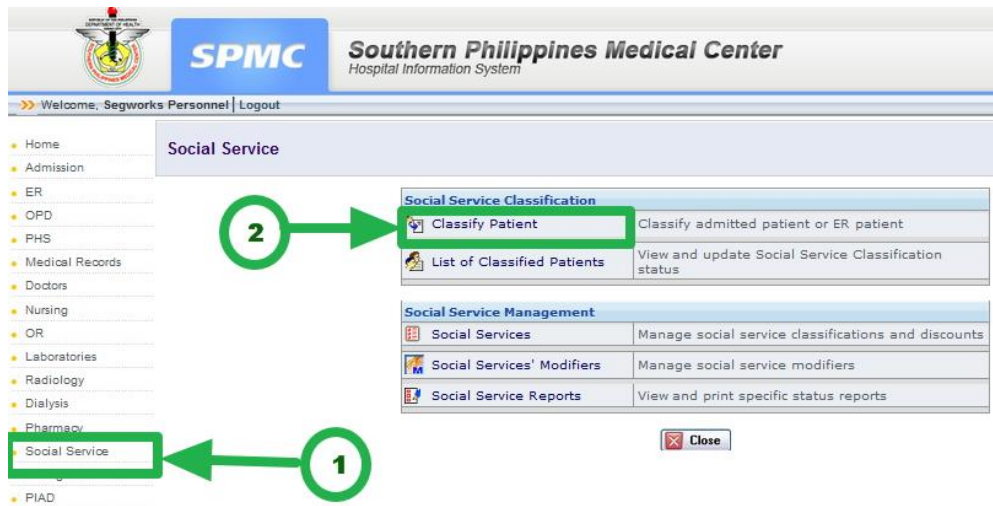 SPMC
Southern Philippines Medical Center
Hospital Information System
Welcome, Segworks Personnel | Logout
Home
Admission
ER
OPD
PHS
Medical Records
Doctors
Nursing
OR
Laboratories
Radiology
Dialysis
Pharmacy
Social Service
PIAD
Social Service
Social Service Classification
Classify Patient
Classify admitted patient or ER patient
List of Classified Patients
View and update Social Service Classification
status
Social Service Management
Social Services
Manage social service classifications and discounts
Social Services' Modifiers
Manage social service modifiers
Social Service Reports
View and print specific status reports
Close
2
1